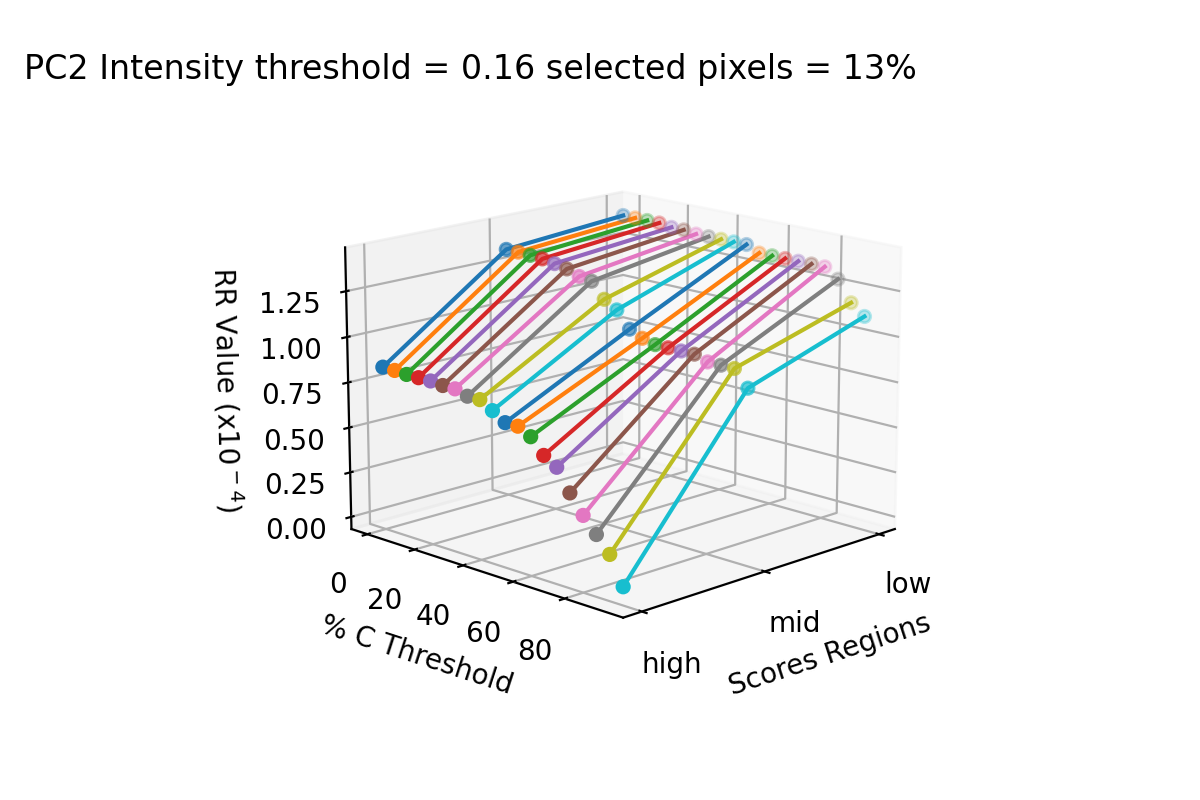 PC2 Intensity threshold = 0.16 selected pixels = 13%
RR Value (x10⁻⁴)
1.25
1.00
0.75
0.50
0.25
0.00
0
20
40
60
80
% C Threshold
low
mid
high
Scores Regions